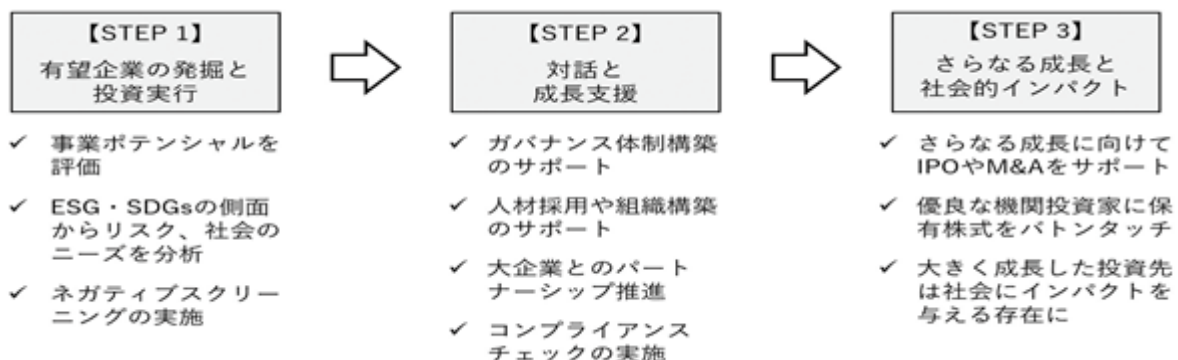 【STEP 1】
有望企業の発掘と
投資実行
✓ 事業ポテンシャルを
評価
✓ ESG・SDGsの側面
からリスク、社会の
ニーズを分析
✓ ネガティブスクリー
ニングの実施
【STEP 2】
対話と
成長支援
✓ ガバナンス体制構築
のサポート
✓ 人材採用や組織構築
のサポート
✓ 大企業とのパート
ナーシップ推進
✓ コンプライアンス
チェックの実施
【STEP 3】
さらなる成長と
社会的インパクト
✓ さらなる成長に向けて
IPOやM&Aをサポート
✓ 優良な機関投資家に保
有株式をバトンタッチ
✓ 大きく成長した投資先
は社会にインパクトを
与える存在に